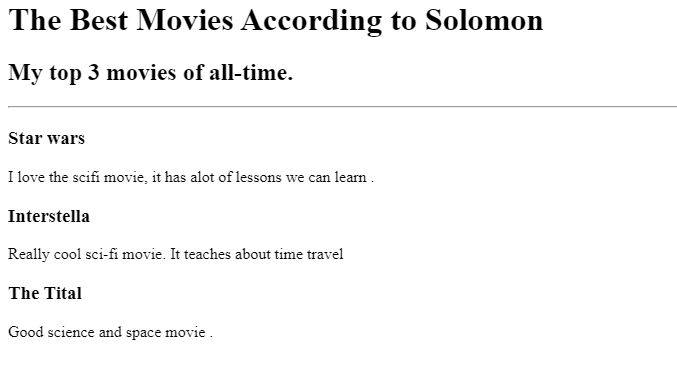 The Best Movies According to Solomon
My top 3 movies of all-time.
Star wars
I love the scifi movie, it has alot of lessons we can learn .
Interstella
Really cool sci-fi movie. It teaches about time travel
The Tital
Good science and space movie .